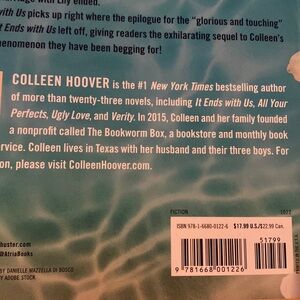 with Lily ended.
with Us picks up right where the epilogue for the "glorious and touching"
Ends with Us left off, giving readers the exhilarating sequel to Colleen's
phenomenon they have been begging for!
COLLEEN HOOVER is the #1 New York Times bestselling author
of more than twenty-three novels, including It Ends with Us, All Your
Perfects, Ugly Love, and Verity. In 2015, Colleen and her family founded
a nonprofit called The Bookworm Box, a bookstore and monthly book
service. Colleen lives in Texas with her husband and their three boys. For
on, please visit ColleenHoover.com.
FICTION 1022
ISBN 978-1-6680-0122-6 $17.99 U.S./$22.99 Can.
51799
9 781668 001226
huster.com
@AtriaBooks
BY DANIELLE MAZZELLA DI BOSCO
BY ADOBE STOCK